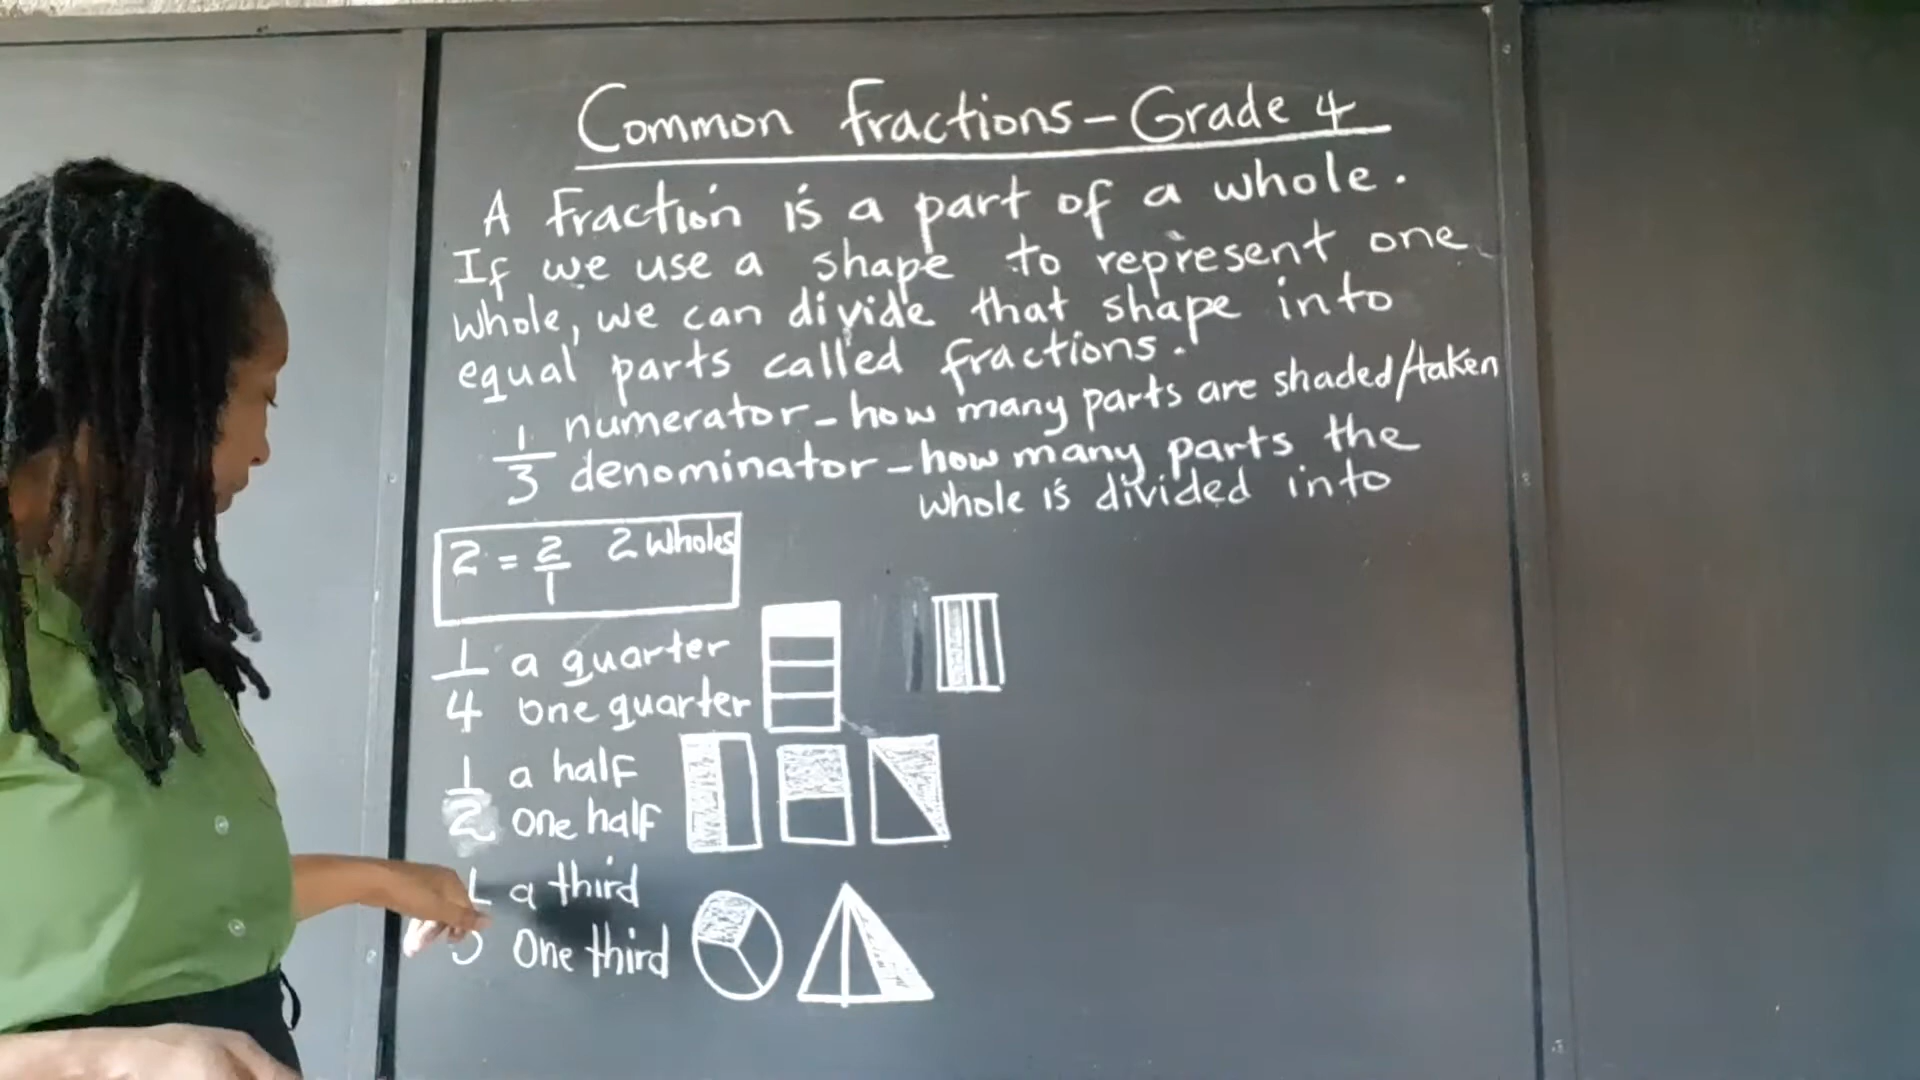 Common fractions - Grade 4
A fraction is a part of a whole.
If we use a shape to represent one
whole, we can divide that shape into
equal parts called fractions.
1/3 numerator - how many parts are shaded/taken
denominator - how many parts the
whole is divided into
2 = 2/1 2 wholes
1/4 a quarter
one quarter
1/2 a half
one half
1 a third
One third